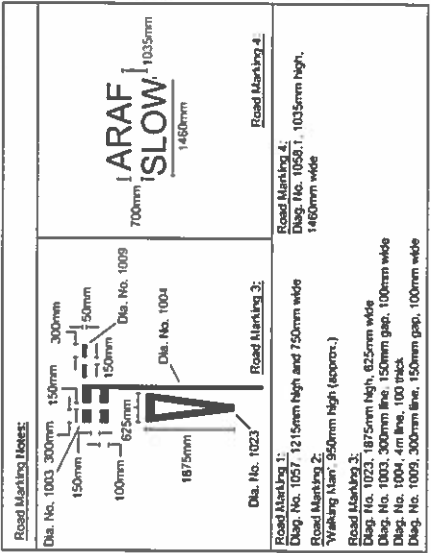 Road Marking Notes:
Dia. No. 1003
300mm
150mm
300mm
50mm
150mm
Dia. No. 1009
150mm
100mm
625mm
Dia. No. 1004
1875mm
Dia. No. 1023
Road Marking 3:
700mm
ARAF
SLOW
1035mm
1460mm
Road Marking 4:
Road Marking 1:
Diag. No. 1057, 1215mm high and 750mm wide
Road Marking 2:
'Walking Man', 950mm high (approx.)
Road Marking 3:
Diag. No. 1023, 1875mm high, 625mm wide
Diag. No. 1003, 300mm line, 150mm gap, 100mm wide
Diag. No. 1004, 4m line, 100 thick
Diag. No. 1009, 300mm line, 150mm gap, 100mm wide
Road Marking 4:
Diag. No. 1058.1, 1035mm high,
1460mm wide